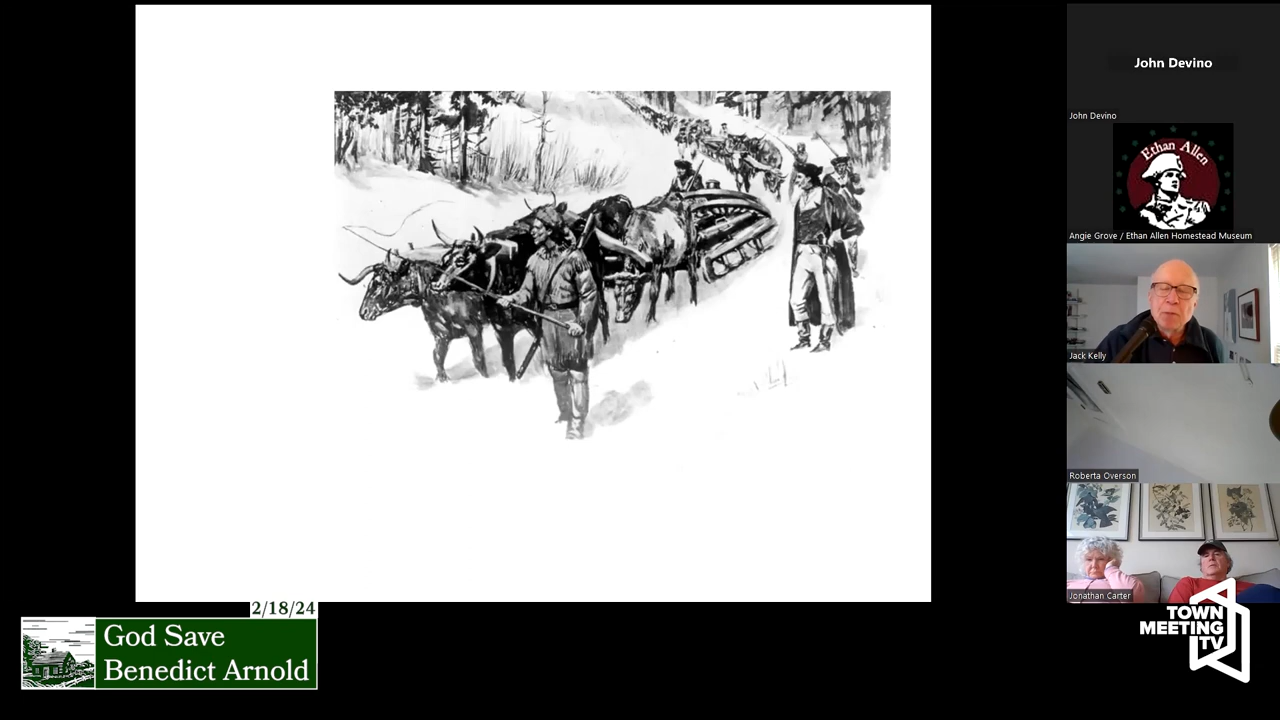 John Devino
John Devino
Ethan Allen
Angie Grove / Ethan Allen Homestead Museum
Jack Kelly
Roberta Overson
Jonathan Carter
2/18/24
God Save
Benedict Arnold
TOWN
MEETING
TV